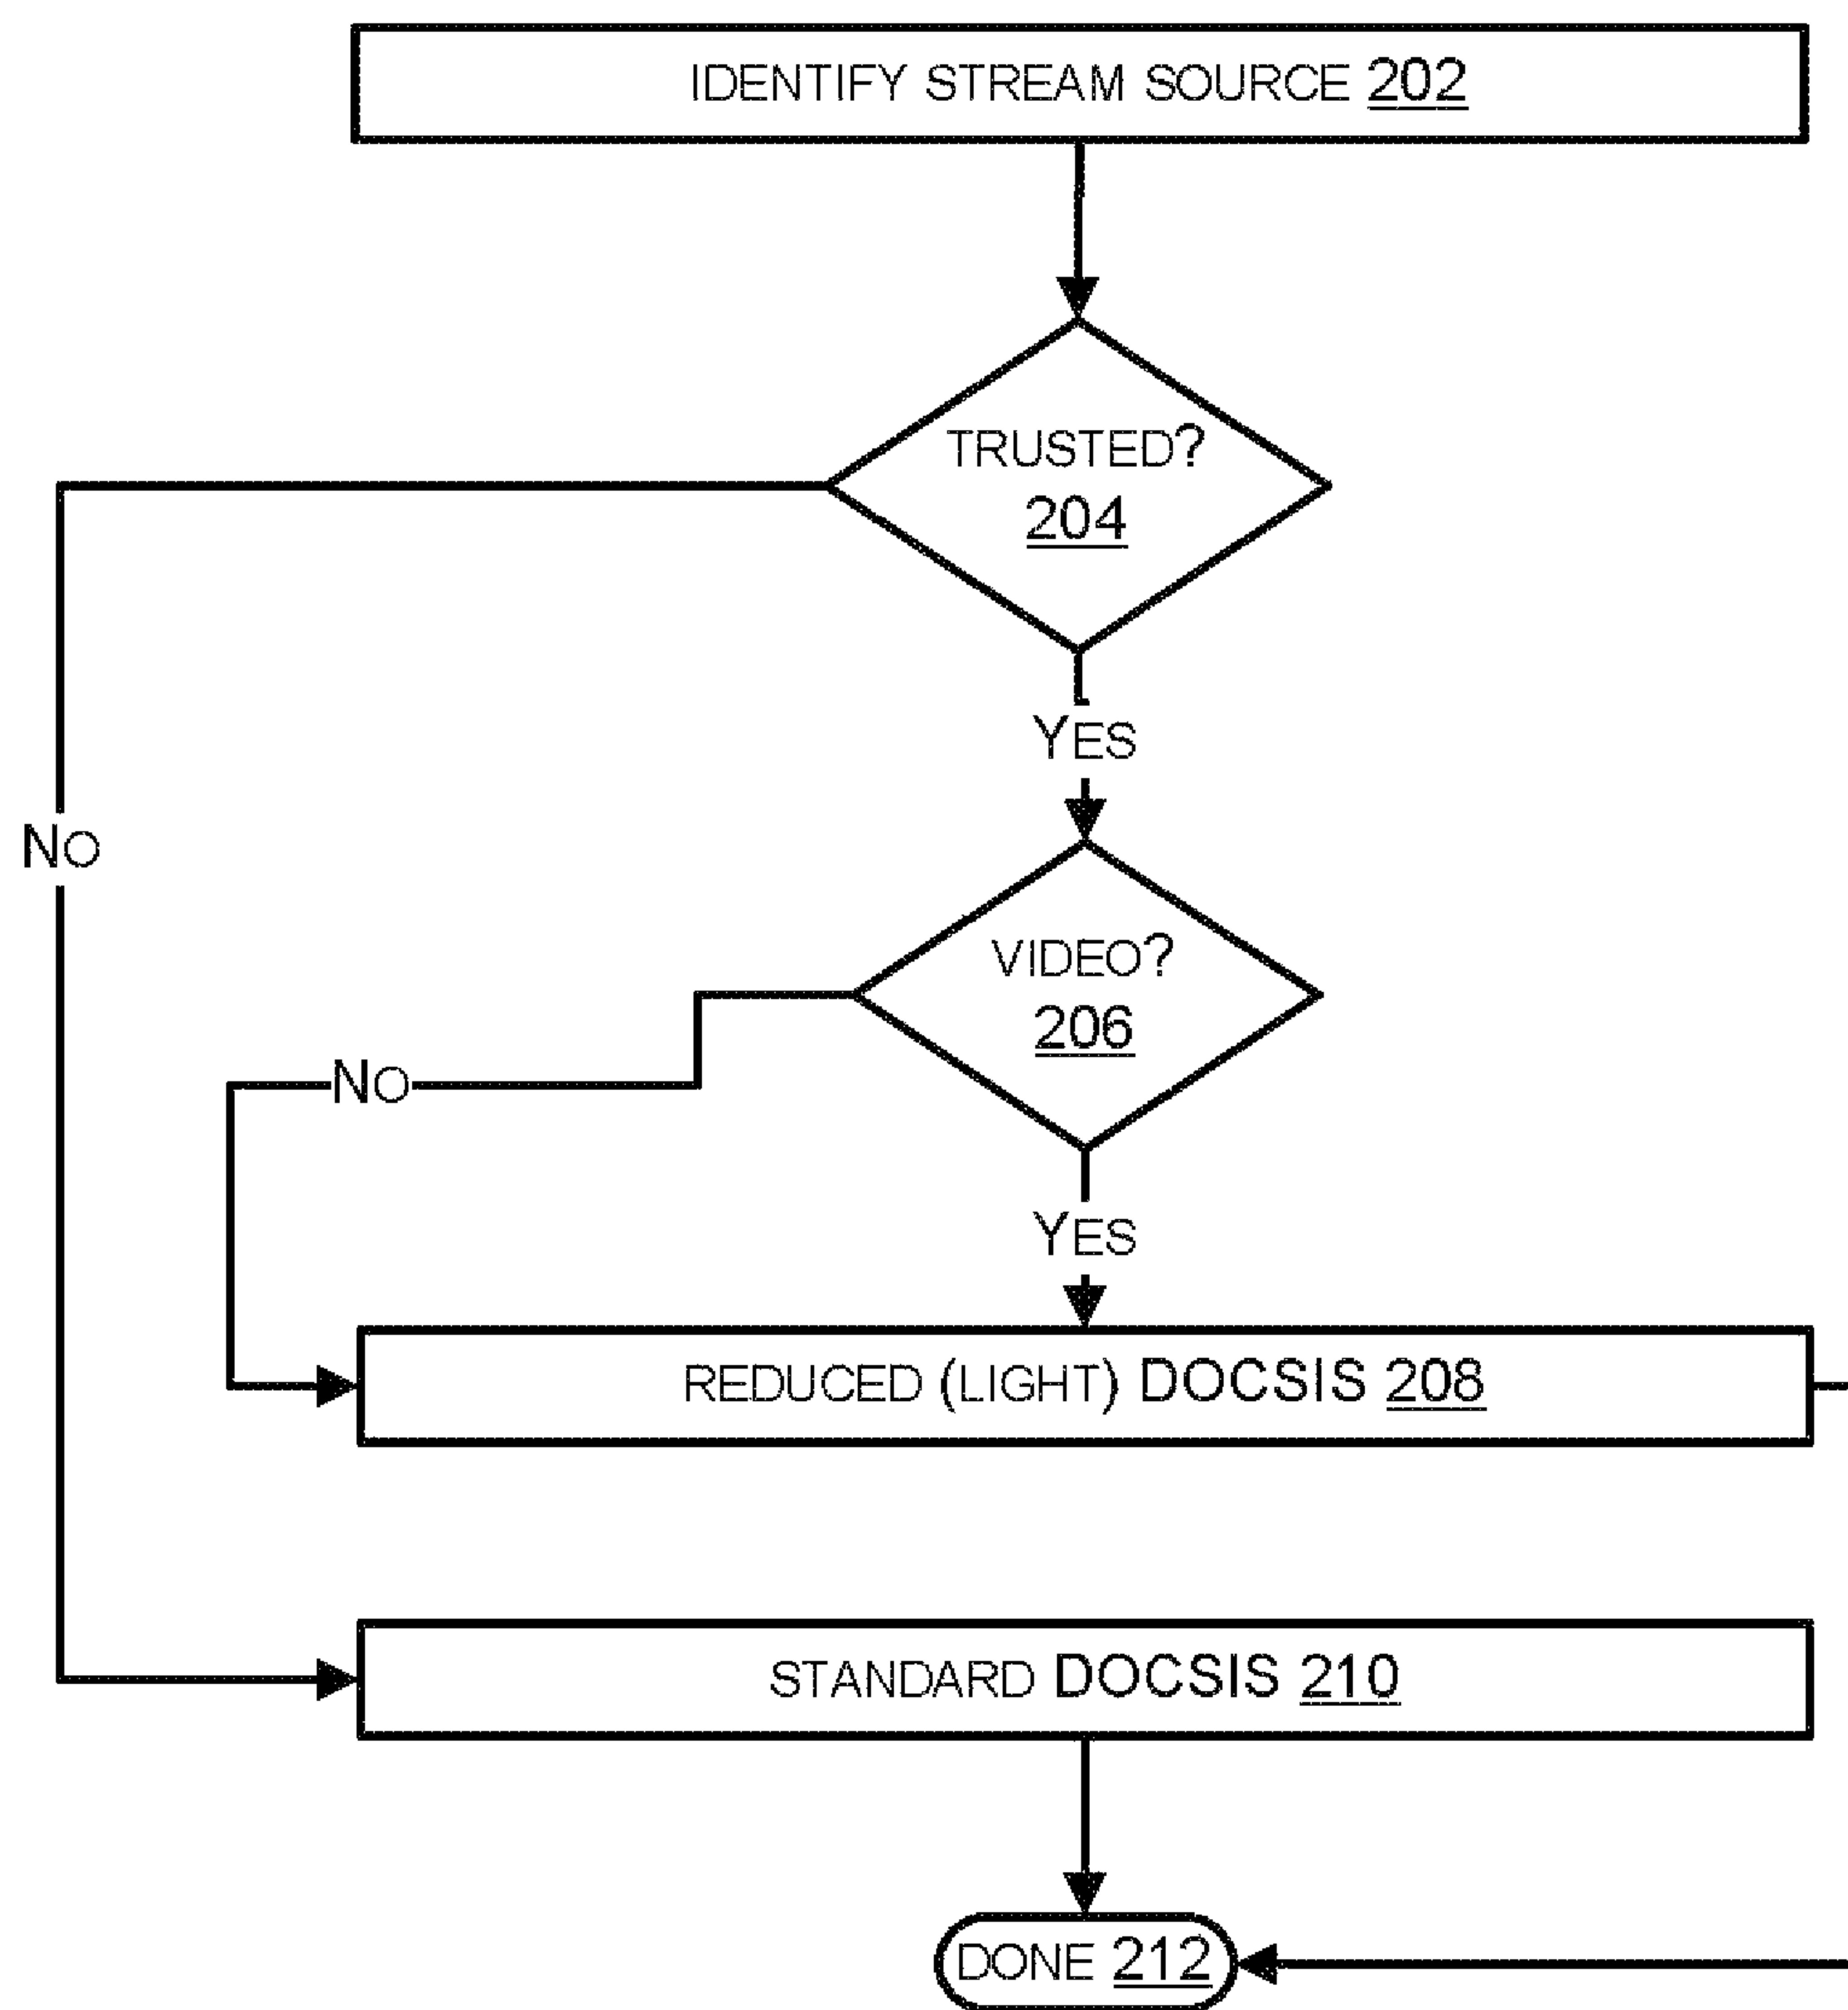 IDENTIFY STREAM SOURCE 202
TRUSTED?
204
YES
NO
VIDEO?
206
NO
YES
REDUCED (LIGHT) DOCSIS 208
STANDARD DOCSIS 210
DONE 212